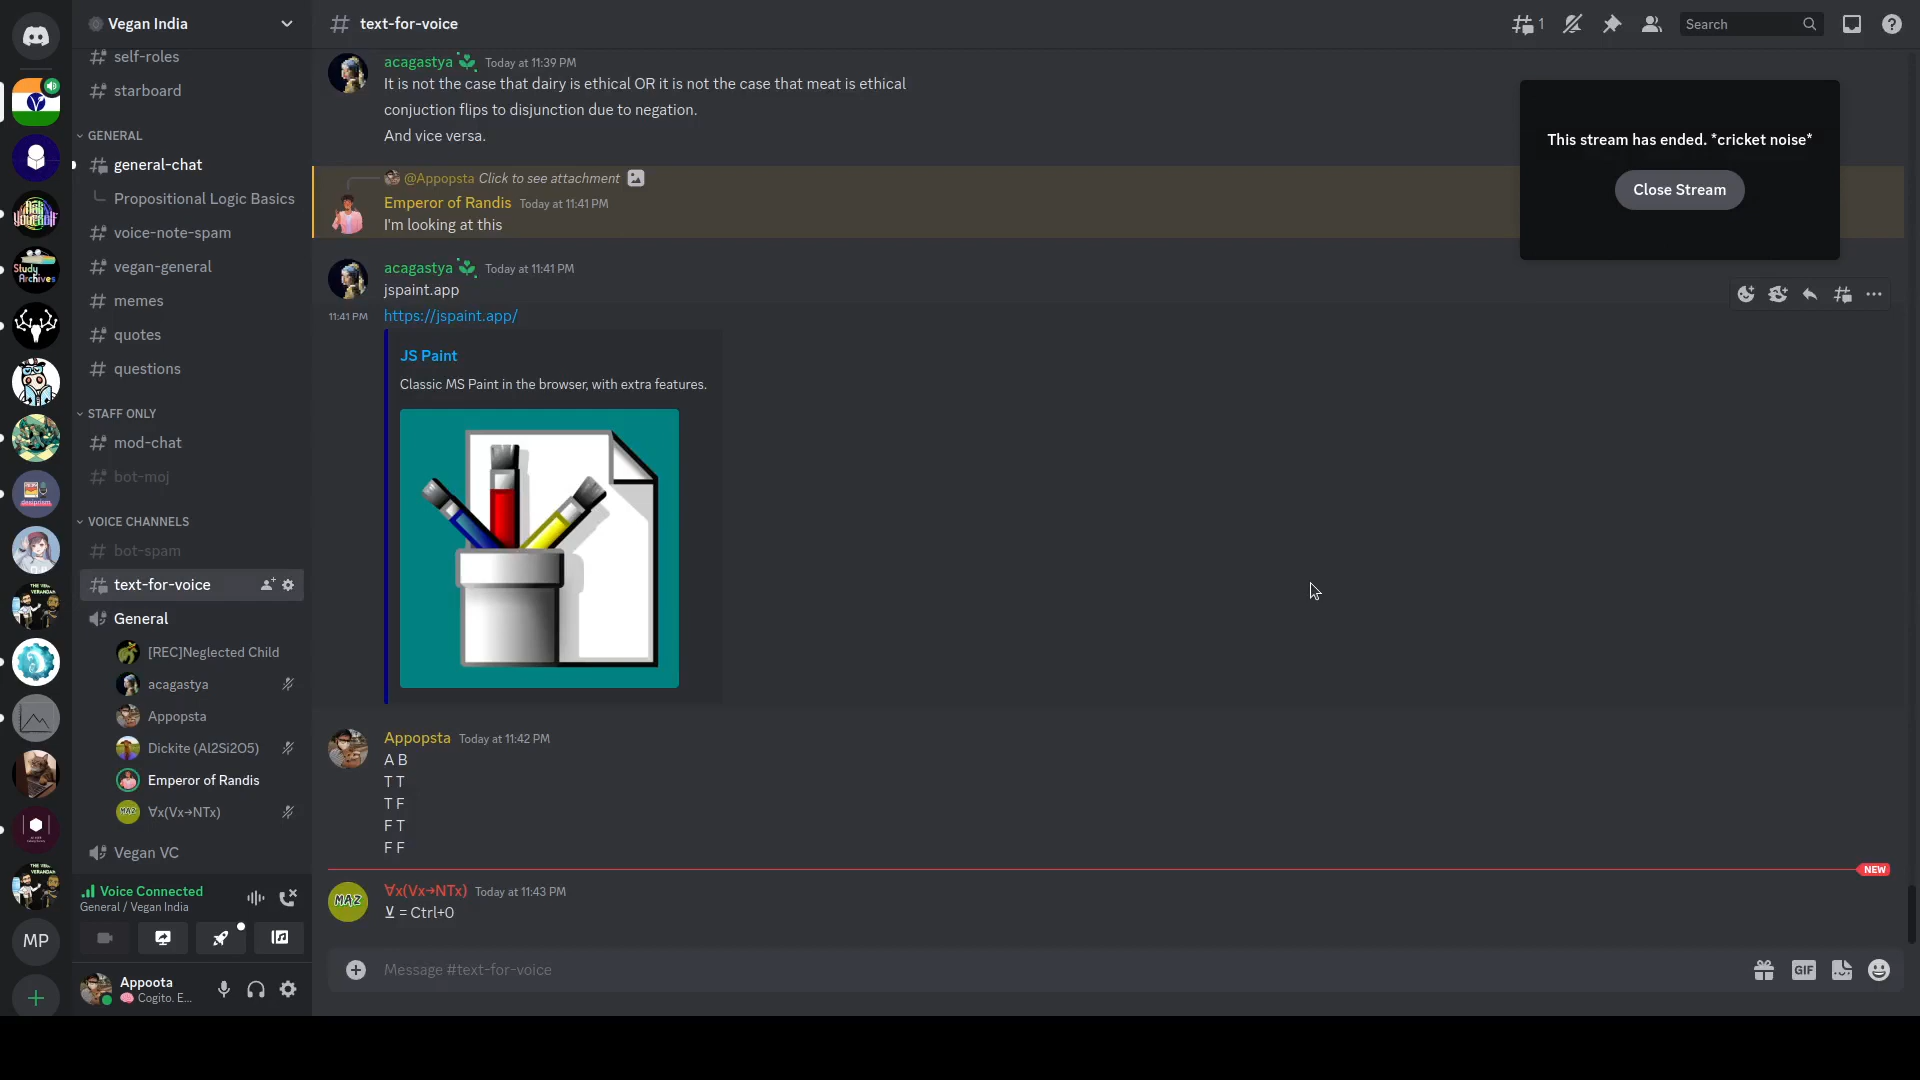 Vegan India
self-roles
starboard
GENERAL
general-chat
Propositional Logic Basics
voice-note-spam
vegan-general
memes
quotes
questions
STAFF ONLY
mod-chat
bot-moj
VOICE CHANNELS
bot-spam
text-for-voice
General
[REC]Neglected Child
acagastya
Appopsta
Dickite (Al2Si2O5)
Emperor of Randis
∀x(Vx→NTx)
Vegan VC
Voice Connected
General / Vegan India
Appoota
Cogito. E...
MP
Study Archives
text-for-voice
1
Search
acagastya Today at 11:39 PM
It is not the case that dairy is ethical OR it is not the case that meat is ethical
conjuction flips to disjunction due to negation.
And vice versa.
@Appopsta Click to see attachment
Emperor of Randis Today at 11:41 PM
I'm looking at this
acagastya Today at 11:41 PM
jspaint.app
11:41 PM https://jspaint.app/
JS Paint
Classic MS Paint in the browser, with extra features.
Appopsta Today at 11:42 PM
A B
T T
T F
F T
F F
NEW
MAZ
∀x(Vx→NTx) Today at 11:43 PM
⊻ = Ctrl+0
Message #text-for-voice
GIF
This stream has ended. *cricket noise*
Close Stream